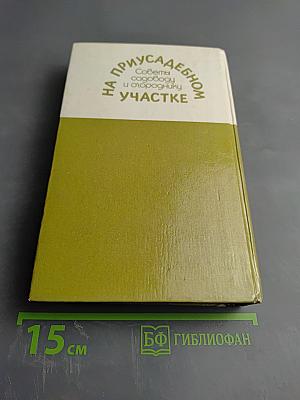 НА ПРИУСАДЕБНОМ
Советы
садоводу
и огороднику
УЧАСТКЕ
15 см
БФ ГИБЛИОФАН